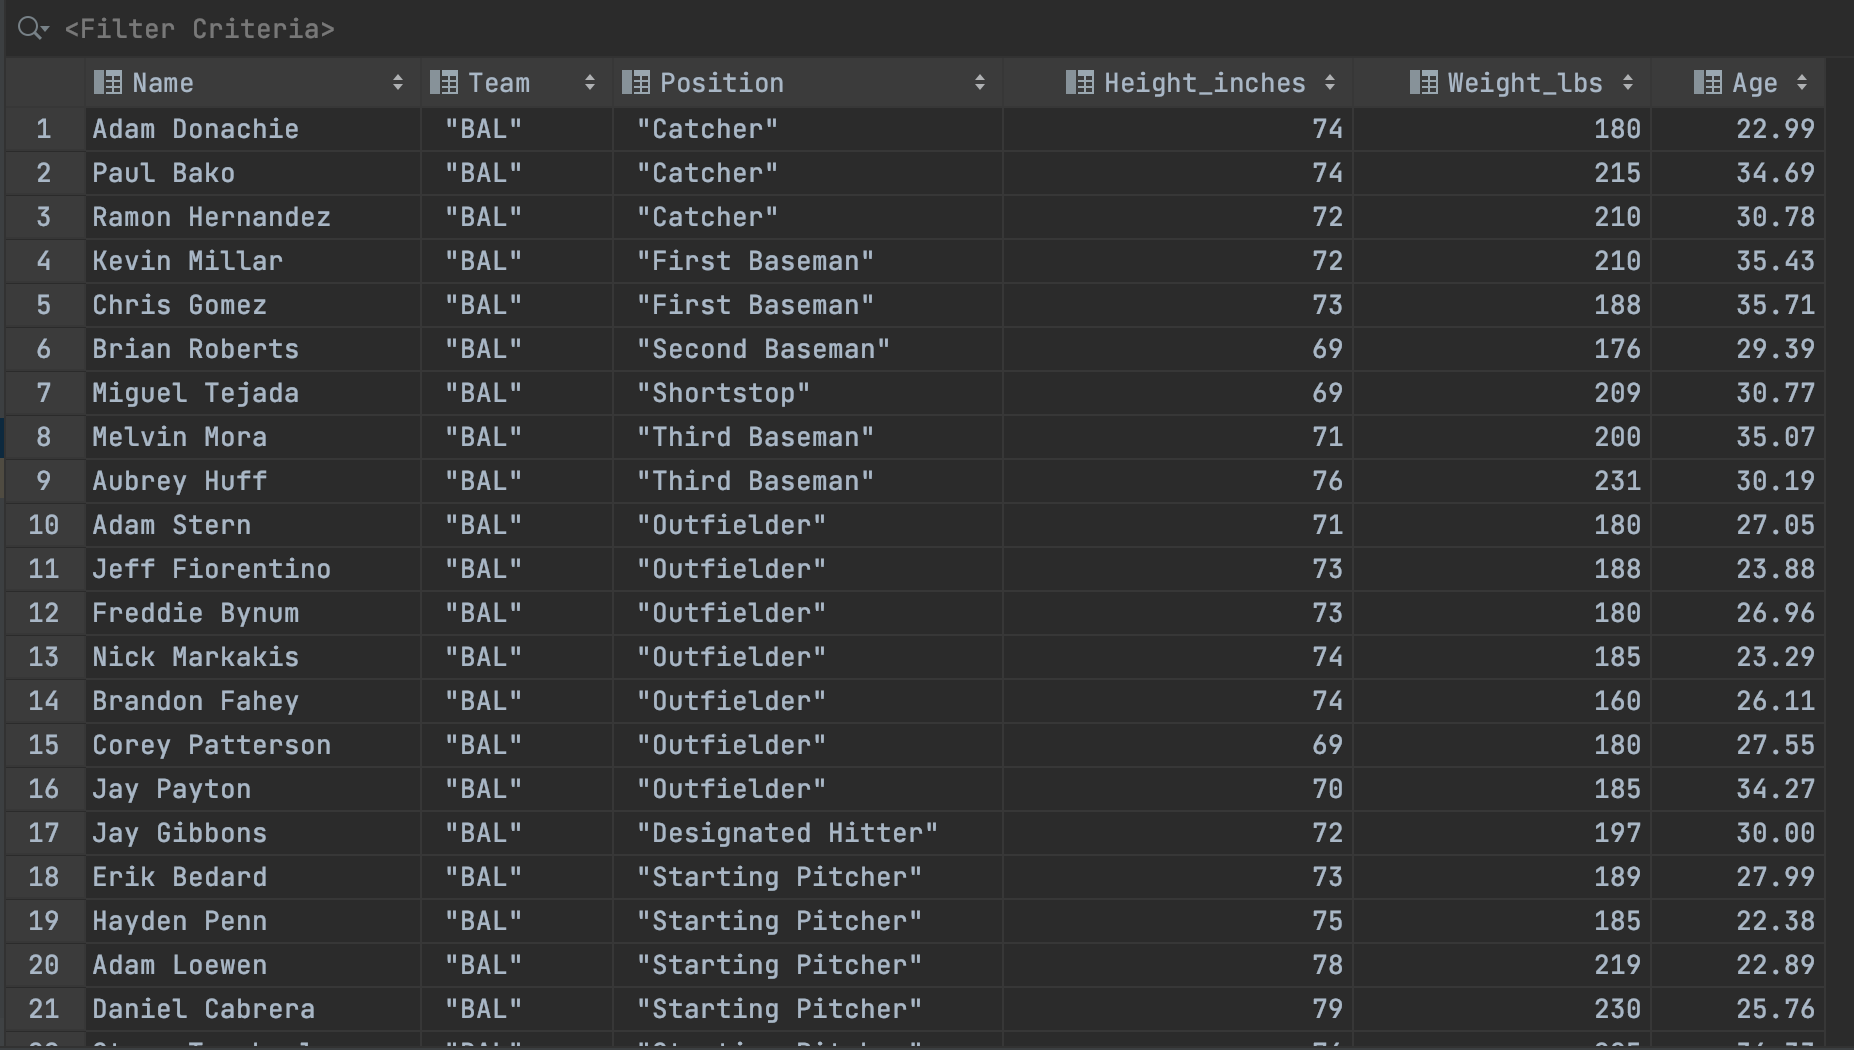 <Filter Criteria>
Name Team Position Height_inches Weight_lbs Age
1 Adam Donachie "BAL" "Catcher" 74 180 22.99
2 Paul Bako "BAL" "Catcher" 74 215 34.69
3 Ramon Hernandez "BAL" "Catcher" 72 210 30.78
4 Kevin Millar "BAL" "First Baseman" 72 210 35.43
5 Chris Gomez "BAL" "First Baseman" 73 188 35.71
6 Brian Roberts "BAL" "Second Baseman" 69 176 29.39
7 Miguel Tejada "BAL" "Shortstop" 69 209 30.77
8 Melvin Mora "BAL" "Third Baseman" 71 200 35.07
9 Aubrey Huff "BAL" "Third Baseman" 76 231 30.19
10 Adam Stern "BAL" "Outfielder" 71 180 27.05
11 Jeff Fiorentino "BAL" "Outfielder" 73 188 23.88
12 Freddie Bynum "BAL" "Outfielder" 73 180 26.96
13 Nick Markakis "BAL" "Outfielder" 74 185 23.29
14 Brandon Fahey "BAL" "Outfielder" 74 160 26.11
15 Corey Patterson "BAL" "Outfielder" 69 180 27.55
16 Jay Payton "BAL" "Outfielder" 70 185 34.27
17 Jay Gibbons "BAL" "Designated Hitter" 72 197 30.00
18 Erik Bedard "BAL" "Starting Pitcher" 73 189 27.99
19 Hayden Penn "BAL" "Starting Pitcher" 75 185 22.38
20 Adam Loewen "BAL" "Starting Pitcher" 78 219 22.89
21 Daniel Cabrera "BAL" "Starting Pitcher" 79 230 25.76